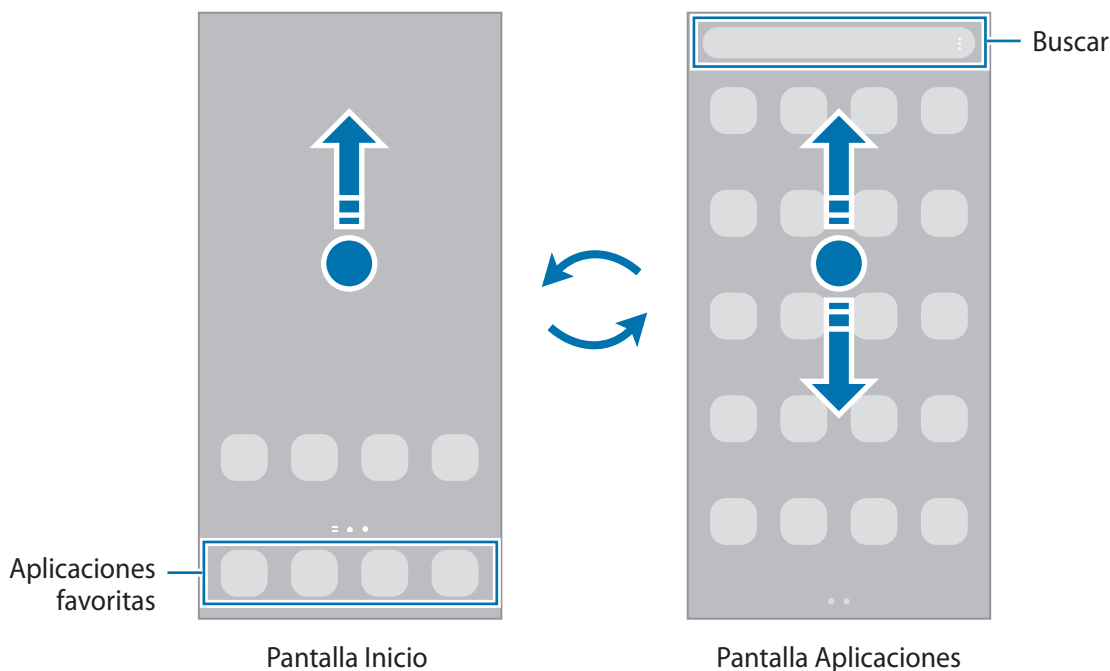 Buscar
Aplicaciones
favoritas
Pantalla Inicio
Pantalla Aplicaciones